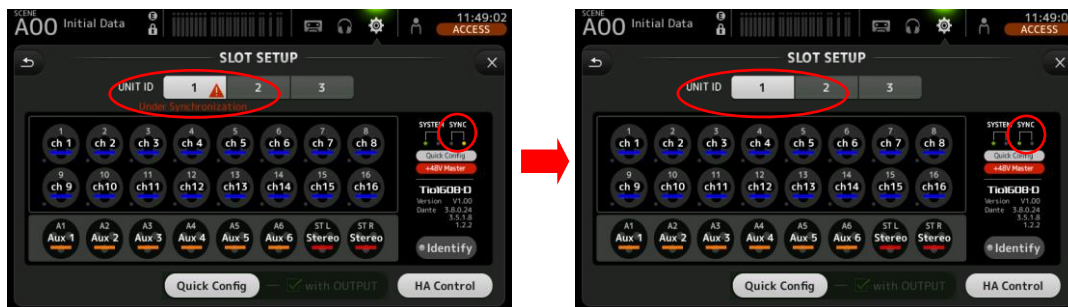 SCENE
A00 Initial Data
E
11:49:02
ACCESS
SLOT SETUP
UNIT ID 1 2 3
Under Synchronization
1 2 3 4 5 6 7 8
ch 1 ch 2 ch 3 ch 4 ch 5 ch 6 ch 7 ch 8
9 10 11 12 13 14 15 16
ch 9 ch10 ch11 ch12 ch13 ch14 ch15 ch16
A1 A2 A3 A4 A5 A6 ST L ST R
Aux 1 Aux 2 Aux 3 Aux 4 Aux 5 Aux 6 Stereo Stereo
SYSTEM SYNC
Quick Config
+48V Master
Tio1608-D
Version V1.00
Dante 3.8.0.24
3.5.1.8
1.2.2
Identify
Quick Config with OUTPUT HA Control
SCENE
A00 Initial Data
E
11:49:0
ACCESS
SLOT SETUP
UNIT ID 1 2 3
1 2 3 4 5 6 7 8
ch 1 ch 2 ch 3 ch 4 ch 5 ch 6 ch 7 ch 8
9 10 11 12 13 14 15 16
ch 9 ch10 ch11 ch12 ch13 ch14 ch15 ch16
A1 A2 A3 A4 A5 A6 ST L ST R
Aux 1 Aux 2 Aux 3 Aux 4 Aux 5 Aux 6 Stereo Stereo
SYSTEM SYNC
Quick Config
+48V Master
Tio1608-D
Version V1.00
Dante 3.8.0.24
3.5.1.8
1.2.2
Identify
Quick Config with OUTPUT HA Control